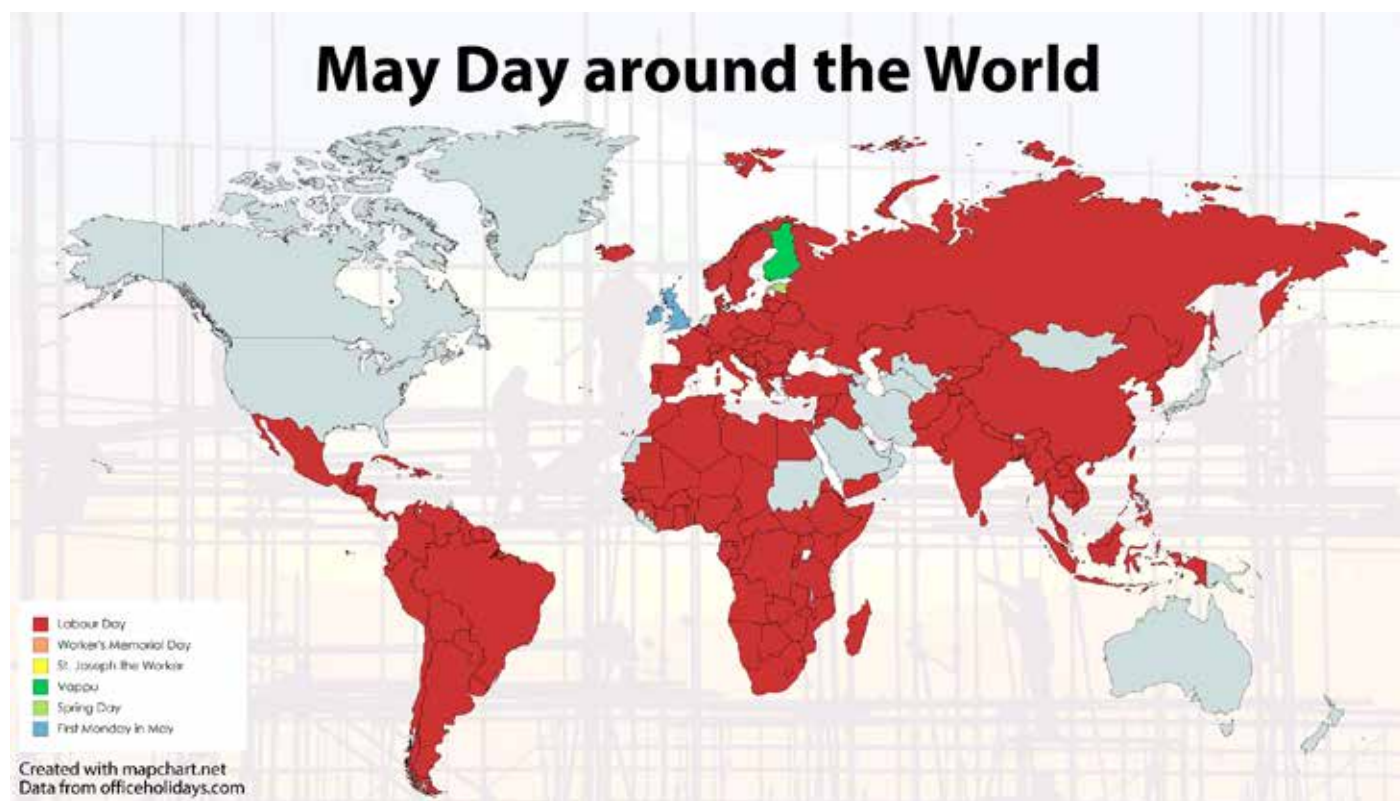 May Day around the World
Labour Day
Worker's Memorial Day
St. Joseph the Worker
Vappu
Spring Day
First Monday in May
Created with mapchart.net
Data from officeholidays.com